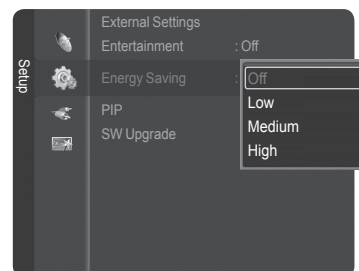 Setup
External Settings
Entertainment : Off
Energy Saving : Off
Low
Medium
High
PIP
SW Upgrade